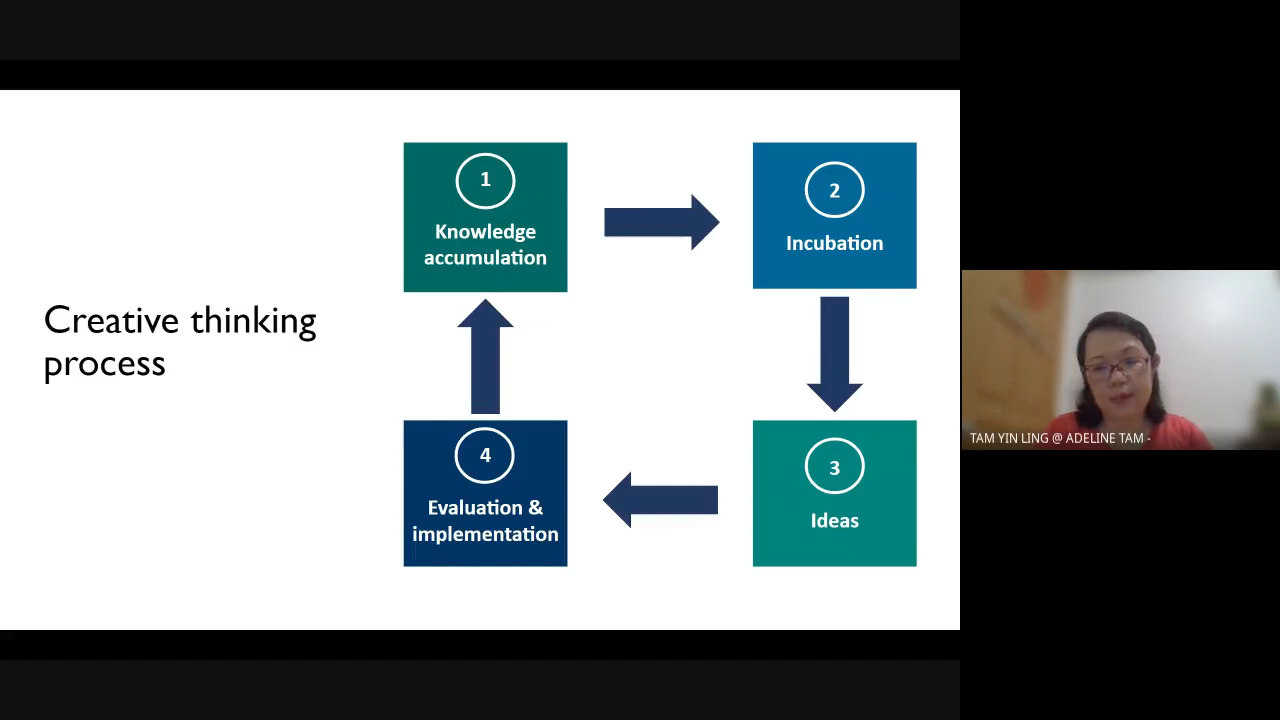 Creative thinking
process
1
Knowledge
accumulation
2
Incubation
3
Ideas
4
Evaluation &
implementation
TAM YIN LING @ ADELINE TAM -